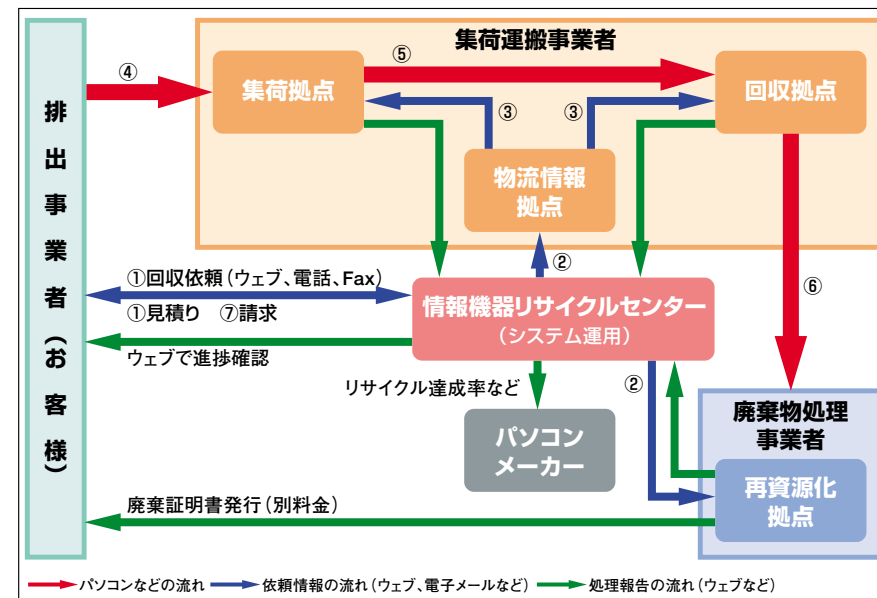 集荷運搬事業者
④
⑤
集荷拠点
回収拠点
③
③
物流情報
拠点
排出事業者(お客様)
②
①回収依頼(ウェブ、電話、Fax)
①見積り ⑦請求
ウェブで進捗確認
情報機器リサイクルセンター
(システム運用)
⑥
リサイクル達成率など
②
パソコン
メーカー
廃棄物処理
事業者
再資源化
拠点
廃棄証明書発行(別料金)
パソコンなどの流れ
依頼情報の流れ(ウェブ、電子メールなど)
処理報告の流れ(ウェブなど)